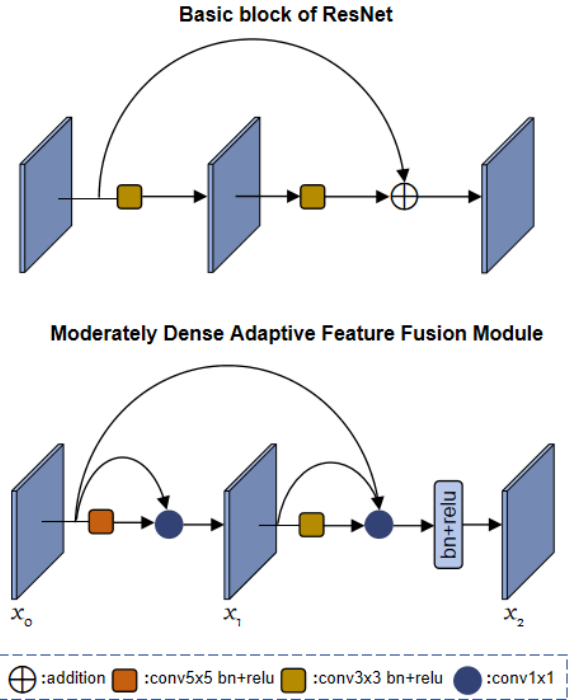 Basic block of ResNet
Moderately Dense Adaptive Feature Fusion Module
bn+relu
x₀ x₁ x₂
:addition :conv5x5 bn+relu :conv3x3 bn+relu :conv1x1